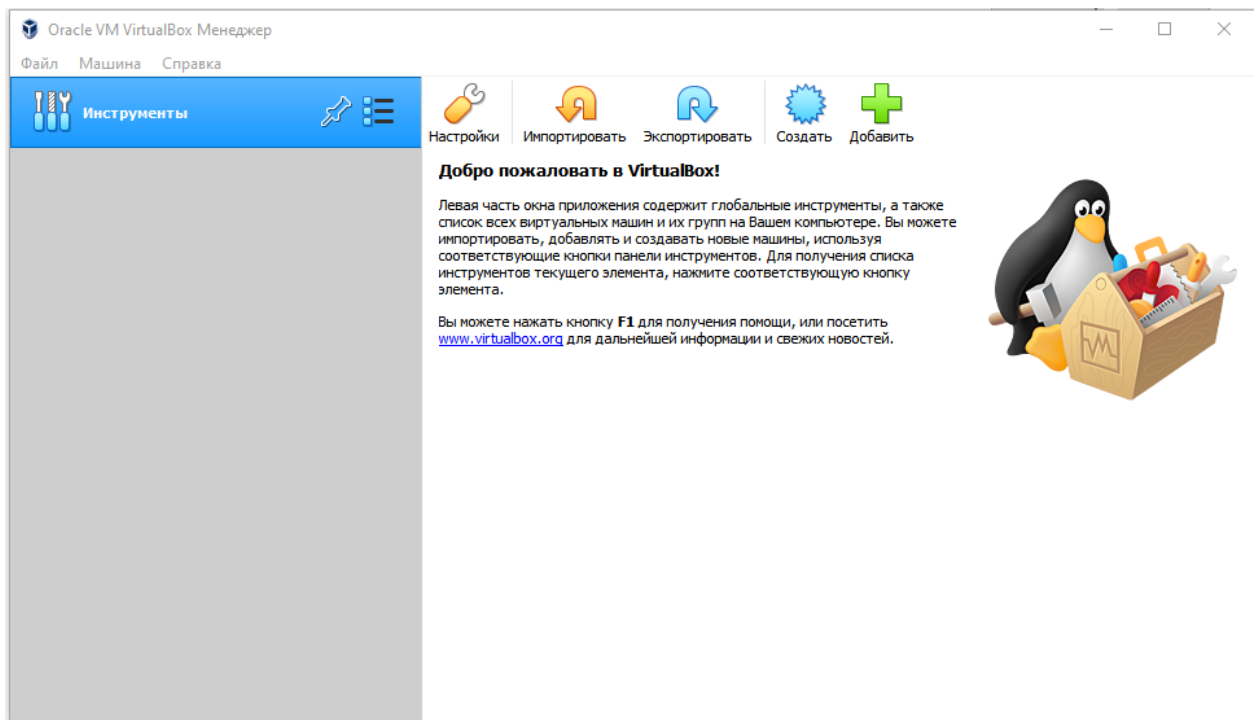 Oracle VM VirtualBox Менеджер
Файл Машина Справка
Инструменты
Настройки Импортировать Экспортировать Создать Добавить
Добро пожаловать в VirtualBox!
Левая часть окна приложения содержит глобальные инструменты, а также
список всех виртуальных машин и их групп на Вашем компьютере. Вы можете
импортировать, добавлять и создавать новые машины, используя
соответствующие кнопки панели инструментов. Для получения списка
инструментов текущего элемента, нажмите соответствующую кнопку
элемента.
Вы можете нажать кнопку F1 для получения помощи, или посетить
www.virtualbox.org для дальнейшей информации и свежих новостей.